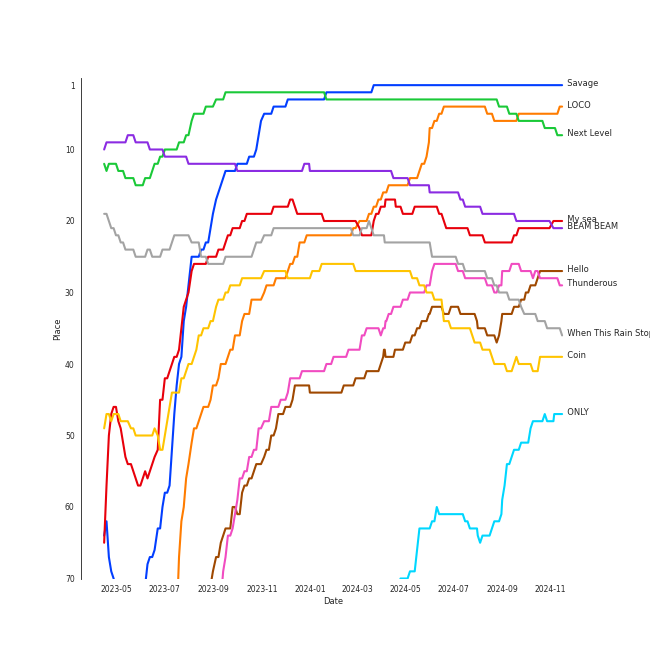 1
10
20
30
40
50
60
70
Place
2023-05
2023-07
2023-09
2023-11
2024-01
2024-03
2024-05
2024-07
2024-09
2024-11
Date
Savage
LOCO
Next Level
My sea
BEAM BEAM
Hello
Thunderous
When This Rain Stop
Coin
ONLY